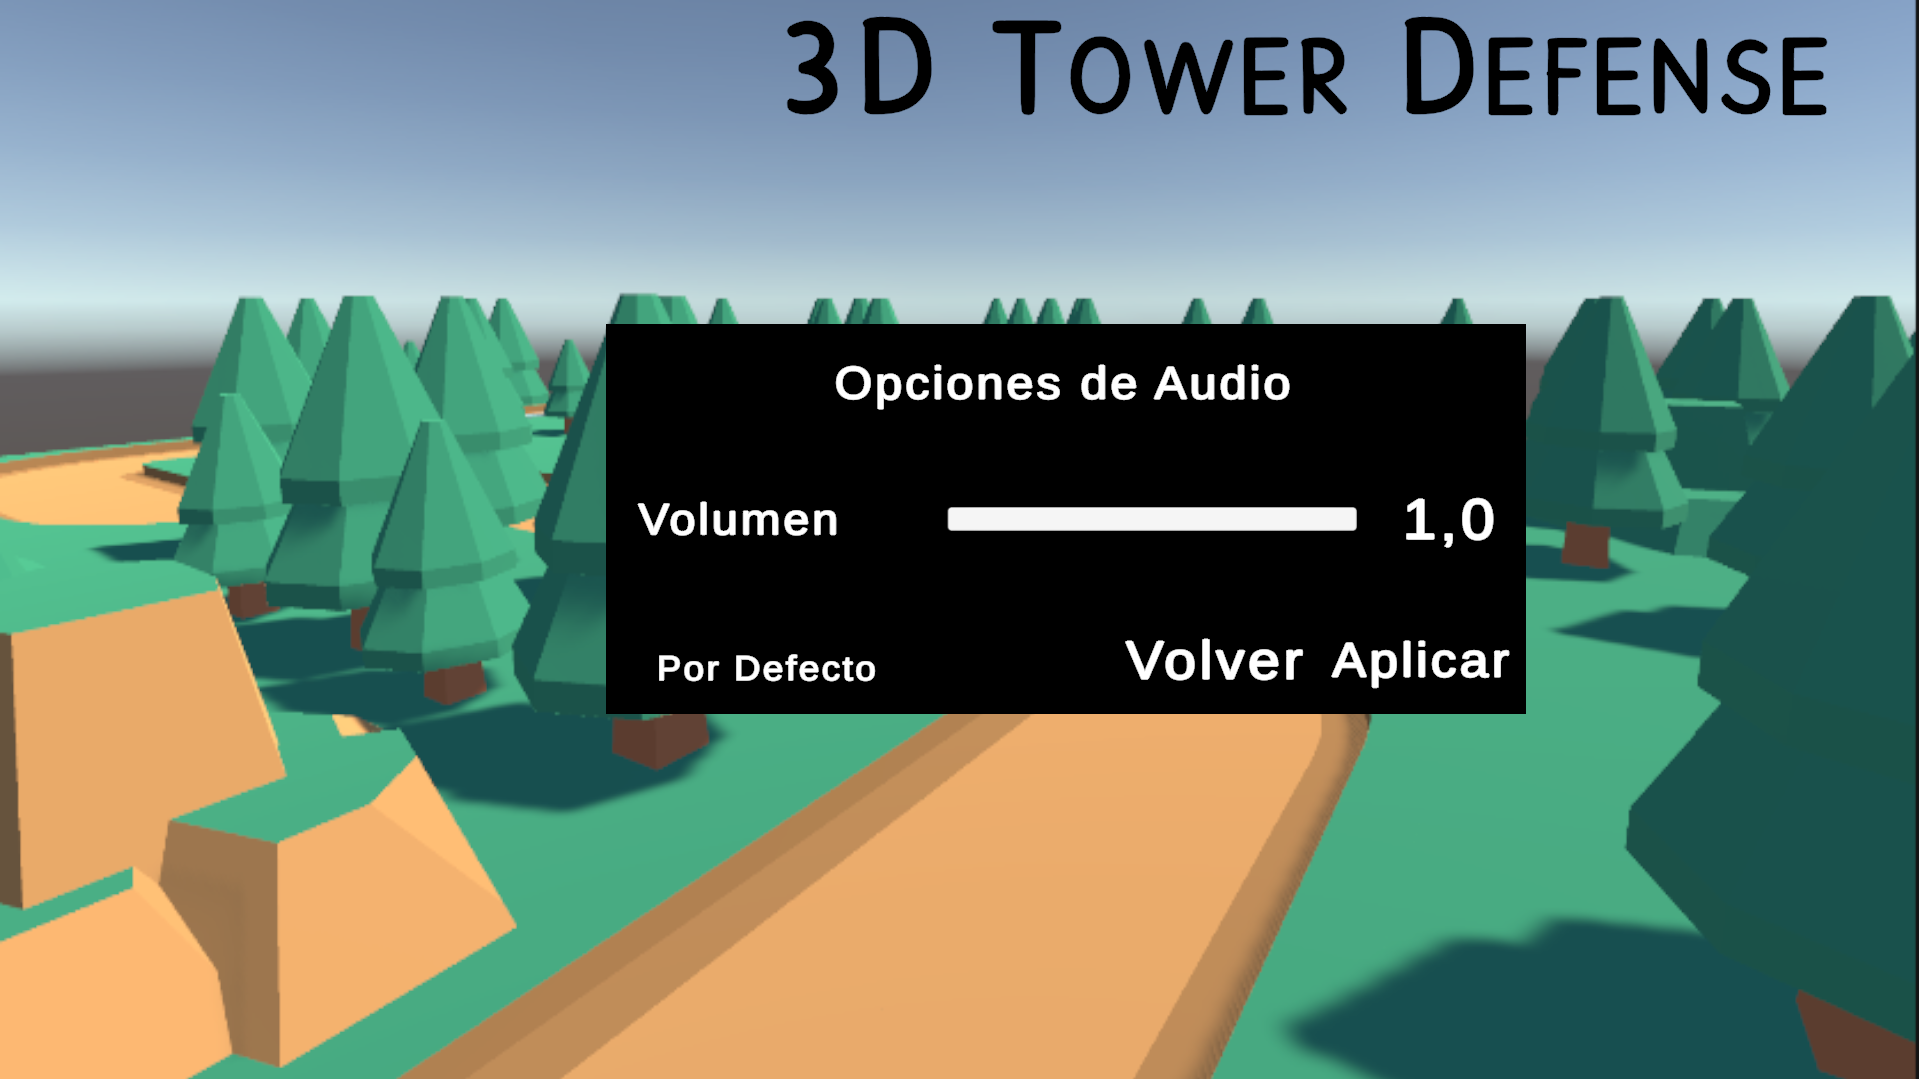 3D Tower Defense
Opciones de Audio
Volumen 1,0
Por Defecto Volver Aplicar